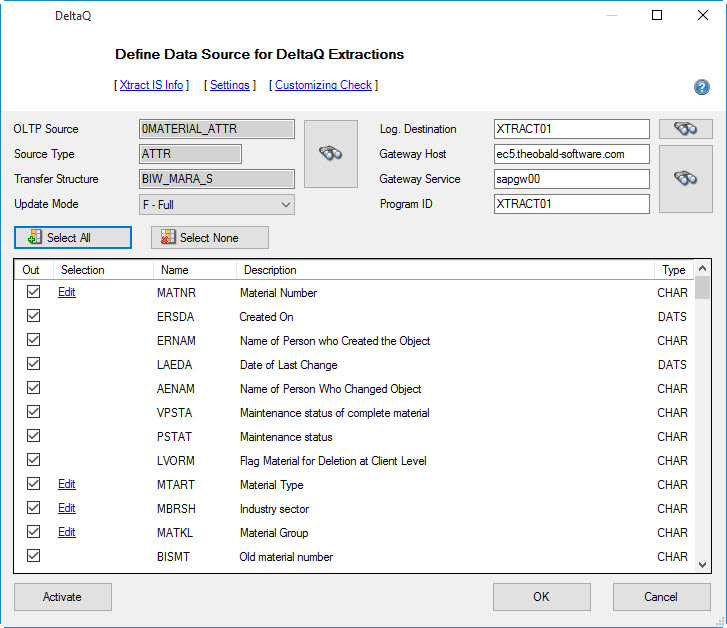 DeltaQ
Define Data Source for DeltaQ Extractions
[ Xtract IS Info ] [ Settings ] [ Customizing Check ]
OLTP Source 0MATERIAL_ATTR Log. Destination XTRACT01
Source Type ATTR Gateway Host ec5.theobald-software.com
Transfer Structure BIW_MARA_S Gateway Service sapgw00
Update Mode F - Full Program ID XTRACT01
Select All Select None
Out Selection Name Description Type
Edit MATNR Material Number CHAR
ERSDA Created On DATS
ERNAM Name of Person who Created the Object CHAR
LAEDA Date of Last Change DATS
AENAM Name of Person Who Changed Object CHAR
VPSTA Maintenance status of complete material CHAR
PSTAT Maintenance status CHAR
LVORM Flag Material for Deletion at Client Level CHAR
Edit MTART Material Type CHAR
Edit MBRSH Industry sector CHAR
Edit MATKL Material Group CHAR
BISMT Old material number CHAR
Activate OK Cancel